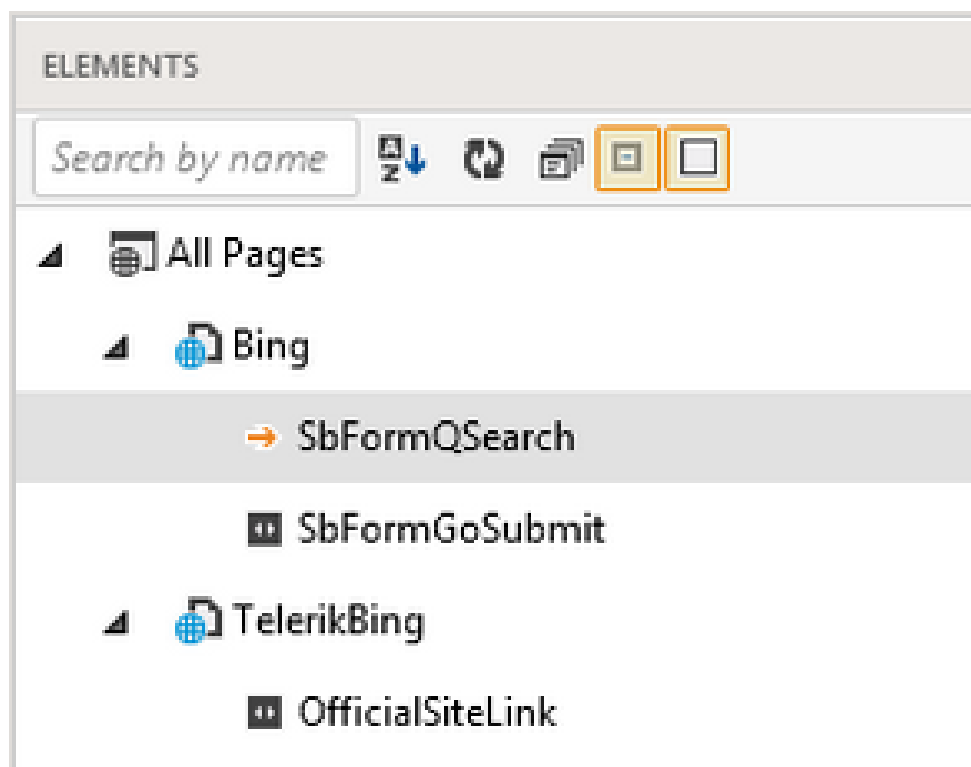 ELEMENTS
Search by name
All Pages
Bing
SbFormQSearch
SbFormGoSubmit
TelerikBing
OfficialSiteLink